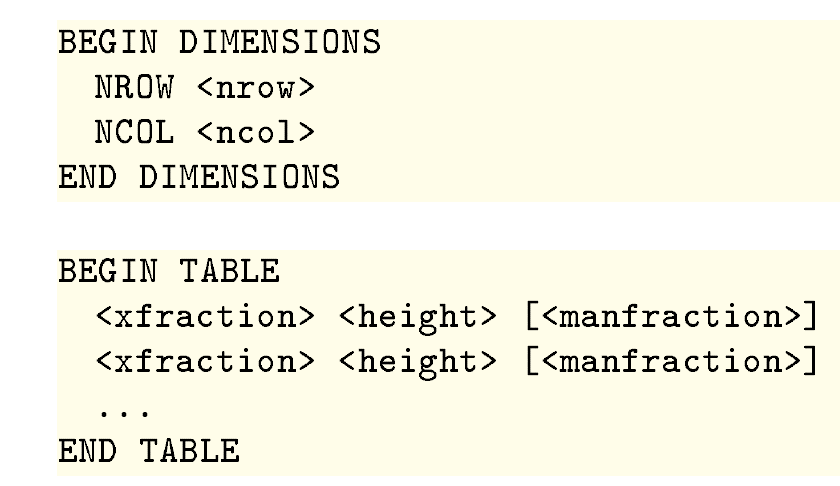 BEGIN DIMENSIONS
  NROW <nrow>
  NCOL <ncol>
END DIMENSIONS
BEGIN TABLE
  <xfraction> <height> [<manfraction>]
  <xfraction> <height> [<manfraction>]
  ...
END TABLE